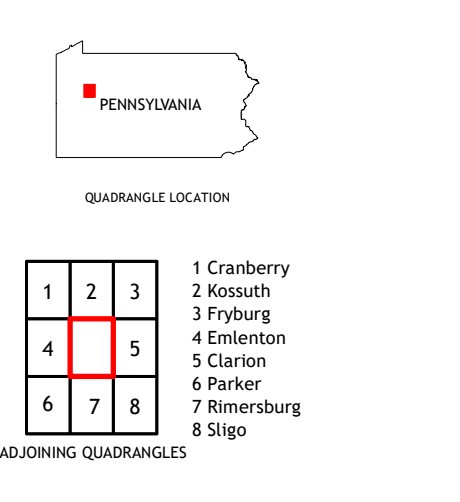 PENNSYLVANIA
QUADRANGLE LOCATION
1 2 3
4 5
6 7 8
1 Cranberry
2 Kossuth
3 Fryburg
4 Emlenton
5 Clarion
6 Parker
7 Rimersburg
8 Sligo
ADJOINING QUADRANGLES